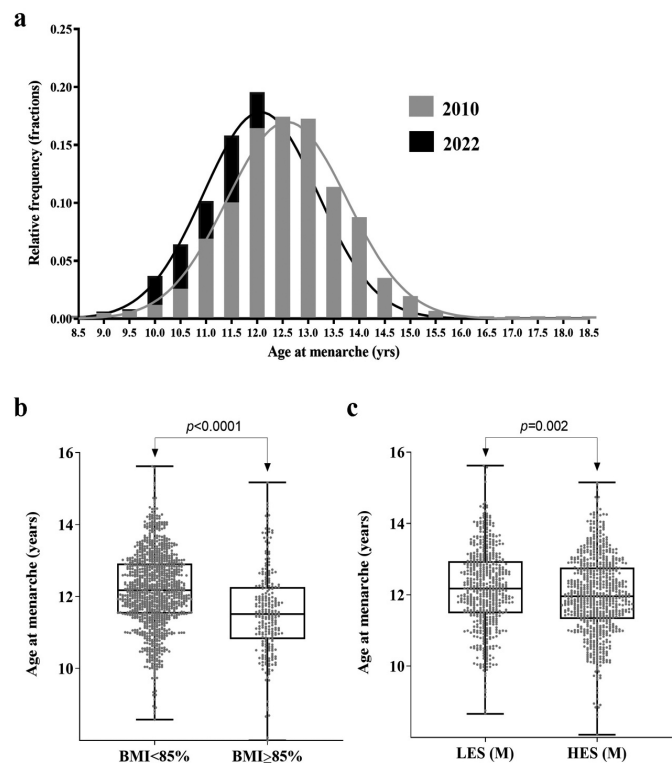 a
0.25
0.20
0.15
0.10
0.05
0.00
Relative frequency (fractions)
2010
2022
8.5 9.0 9.5 10.0 10.5 11.0 11.5 12.0 12.5 13.0 13.5 14.0 14.5 15.0 15.5 16.0 16.5 17.0 17.5 18.0 18.5
Age at menarche (yrs)
b
p<0.0001
16
14
12
10
Age at menarche (years)
BMI<85% BMI≥85%
c
p=0.002
16
14
12
10
Age at menarche (years)
LES (M) HES (M)